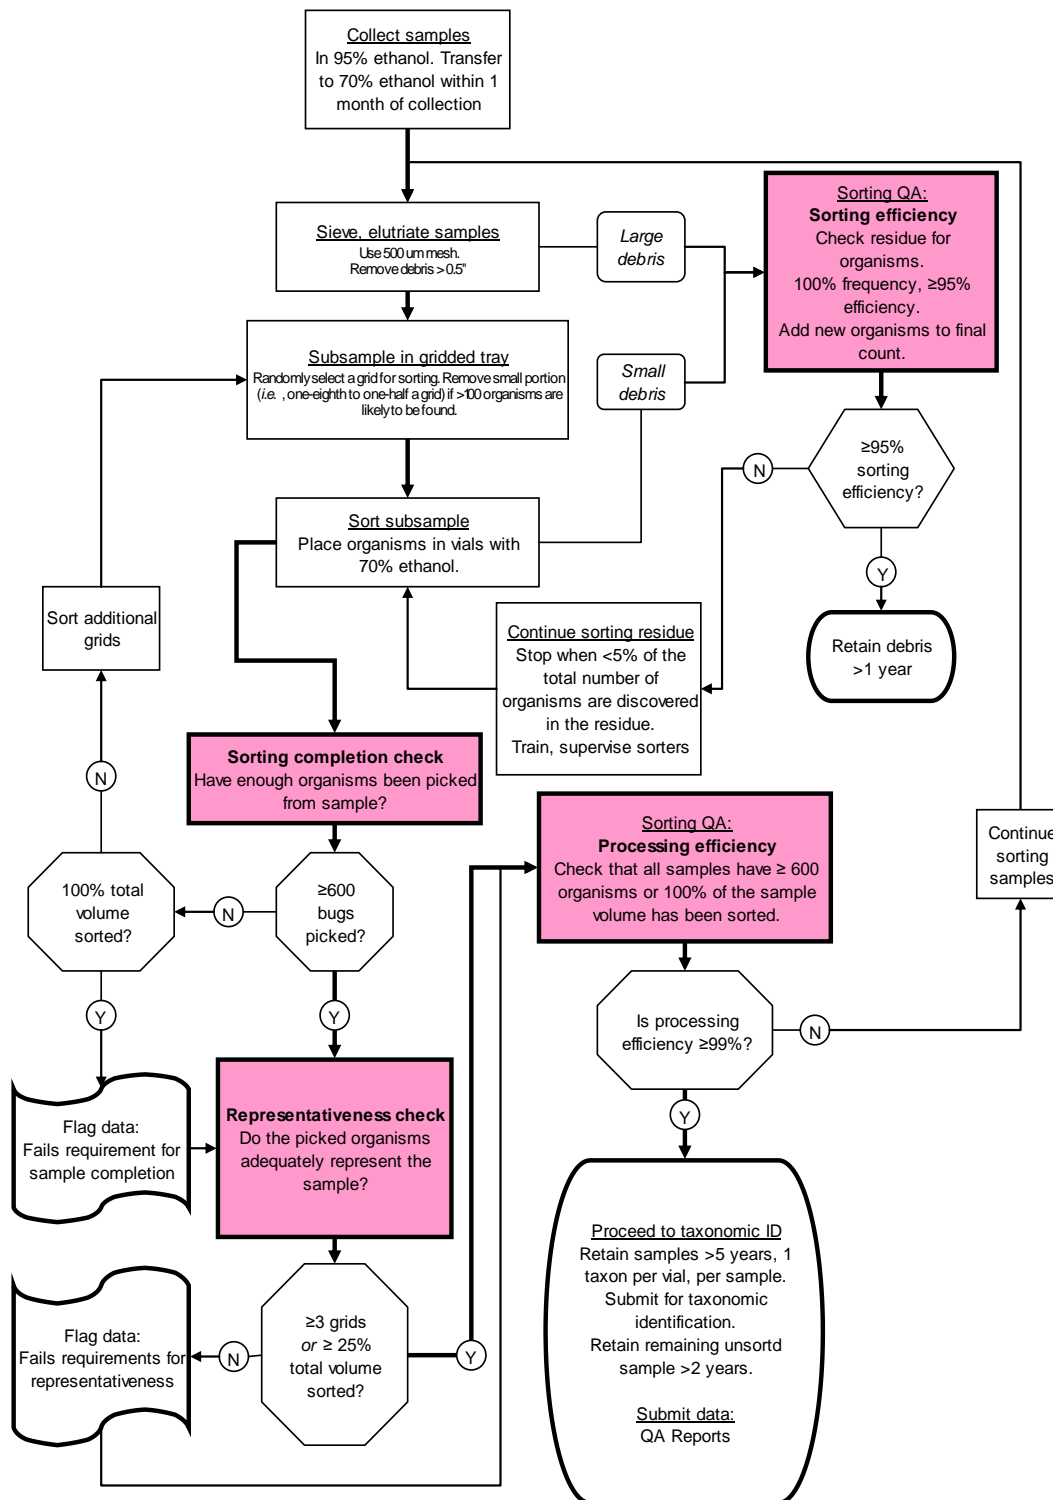 Collect samples
In 95% ethanol. Transfer
to 70% ethanol within 1
month of collection
Sieve, elutriate samples
Use 500 um mesh.
Remove debris > 0.5"
Large
debris
Sorting QA:
Sorting efficiency
Check residue for
organisms.
100% frequency, ≥95%
efficiency.
Add new organisms to final
count.
Subsample in gridded tray
Randomly select a grid for sorting. Remove small portion
(i.e. , one-eighth to one-half a grid) if >100 organisms are
likely to be found.
Small
debris
≥95%
sorting
efficiency?
N
Y
Sort subsample
Place organisms in vials with
70% ethanol.
Retain debris
>1 year
Sort additional
grids
Continue sorting residue
Stop when <5% of the
total number of
organisms are discovered
in the residue.
Train, supervise sorters
Sorting completion check
Have enough organisms been picked
from sample?
N
Sorting QA:
Processing efficiency
Check that all samples have ≥ 600
organisms or 100% of the sample
volume has been sorted.
Continue
sorting
samples
100% total
volume
sorted?
N
≥600
bugs
picked?
Y
Y
Is processing
efficiency ≥99%?
N
Y
Flag data:
Fails requirement for
sample completion
Representativeness check
Do the picked organisms
adequately represent the
sample?
Flag data:
Fails requirements for
representativeness
N
≥3 grids
or ≥ 25%
total volume
sorted?
Y
Proceed to taxonomic ID
Retain samples >5 years, 1
taxon per vial, per sample.
Submit for taxonomic
identification.
Retain remaining unsortd
sample >2 years.
Submit data:
QA Reports